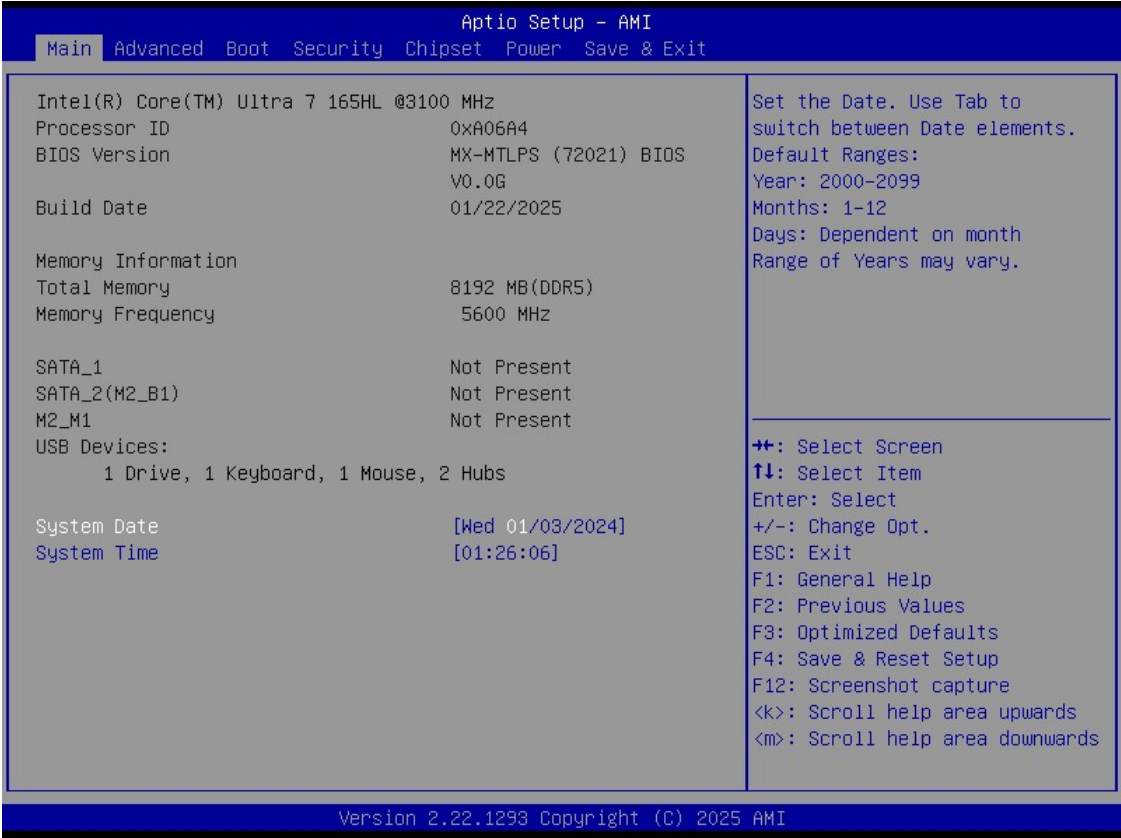 Aptio Setup – AMI
Main Advanced Boot Security Chipset Power Save & Exit
Intel(R) Core(TM) Ultra 7 165HL @3100 MHz
Processor ID 0xA06A4
BIOS Version MX-MTLPS (72021) BIOS
V0.0G
Build Date 01/22/2025
Memory Information
Total Memory 8192 MB(DDR5)
Memory Frequency 5600 MHz
SATA_1 Not Present
SATA_2(M2_B1) Not Present
M2_M1 Not Present
USB Devices:
1 Drive, 1 Keyboard, 1 Mouse, 2 Hubs
System Date [Wed 01/03/2024]
System Time [01:26:06]
Set the Date. Use Tab to
switch between Date elements.
Default Ranges:
Year: 2000-2099
Months: 1-12
Days: Dependent on month
Range of Years may vary.
→←: Select Screen
↑↓: Select Item
Enter: Select
+/-: Change Opt.
ESC: Exit
F1: General Help
F2: Previous Values
F3: Optimized Defaults
F4: Save & Reset Setup
F12: Screenshot capture
<k>: Scroll help area upwards
<m>: Scroll help area downwards
Version 2.22.1293 Copyright (C) 2025 AMI